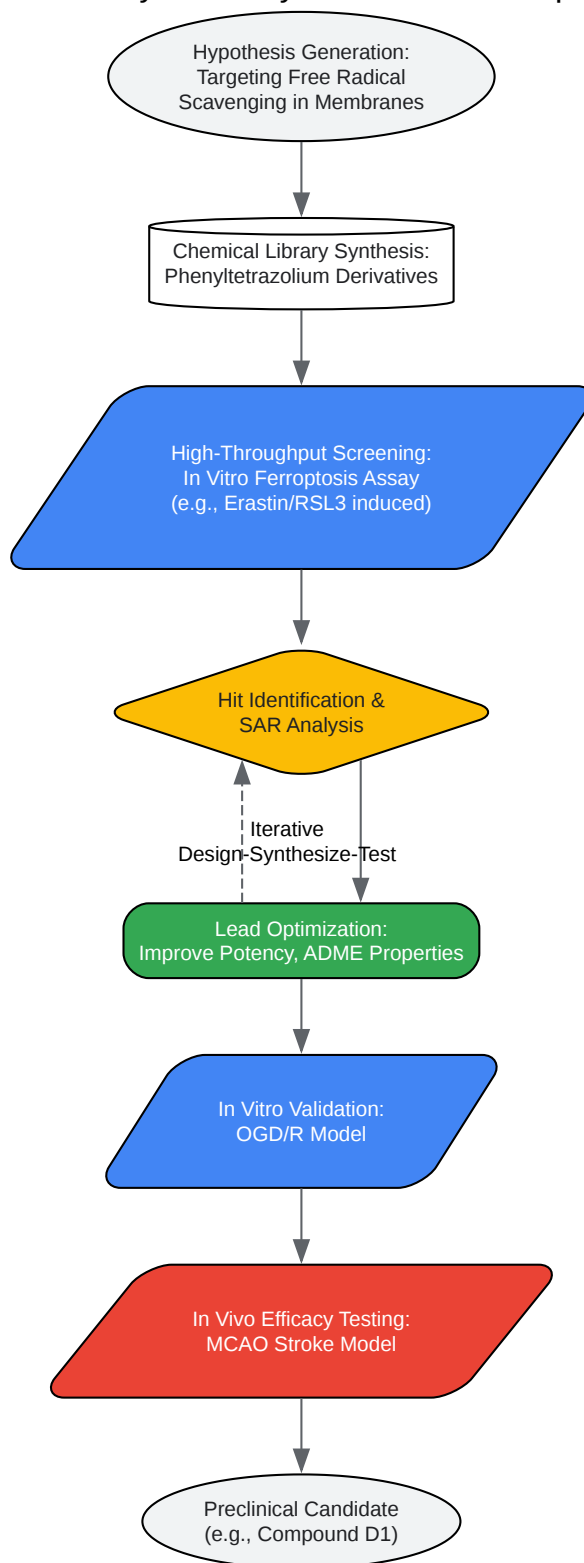 Hypothesis Generation:
Targeting Free Radical
Scavenging in Membranes
Chemical Library Synthesis:
Phenyltetrazolium Derivatives
High-Throughput Screening:
In Vitro Ferroptosis Assay
(e.g., Erastin/RSL3 induced)
Hit Identification &
SAR Analysis
Iterative
Design-Synthesize-Test
Lead Optimization:
Improve Potency, ADME Properties
In Vitro Validation:
OGD/R Model
In Vivo Efficacy Testing:
MCAO Stroke Model
Preclinical Candidate
(e.g., Compound D1)